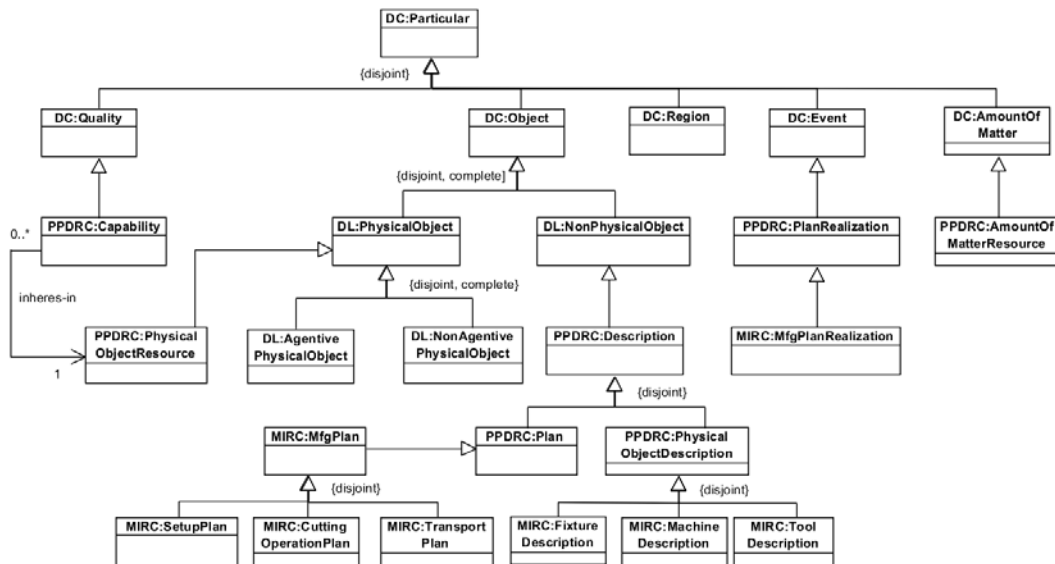 DC:Particular
{disjoint}
DC:Quality
DC:Object
DC:Region
DC:Event
DC:AmountOf
Matter
{disjoint, complete]
0..*
PPDRC:Capability
DL:PhysicalObject
DL:NonPhysicalObject
PPDRC:PlanRealization
PPDRC:AmountOf
MatterResource
inheres-in
{disjoint, complete}
PPDRC:Physical
ObjectResource
DL:Agentive
PhysicalObject
DL:NonAgentive
PhysicalObject
PPDRC:Description
MIRC:MfgPlanRealization
1
{disjoint}
MIRC:MfgPlan
PPDRC:Plan
PPDRC:Physical
ObjectDescription
{disjoint}
{disjoint}
MIRC:SetupPlan
MIRC:Cutting
OperationPlan
MIRC:Transport
Plan
MIRC:Fixture
Description
MIRC:Machine
Description
MIRC:Tool
Description